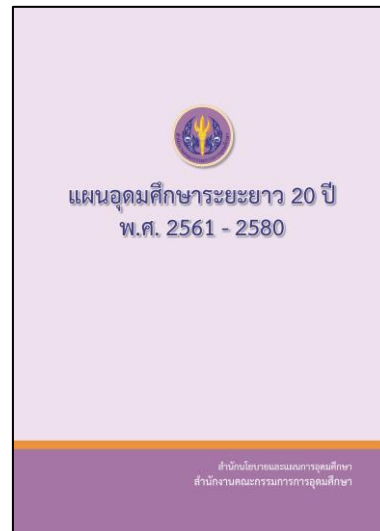 แผนอุดมศึกษาระยะยาว 20 ปี
พ.ศ. 2561 - 2580
สำนักนโยบายและแผนการอุดมศึกษา
สำนักงานคณะกรรมการการอุดมศึกษา